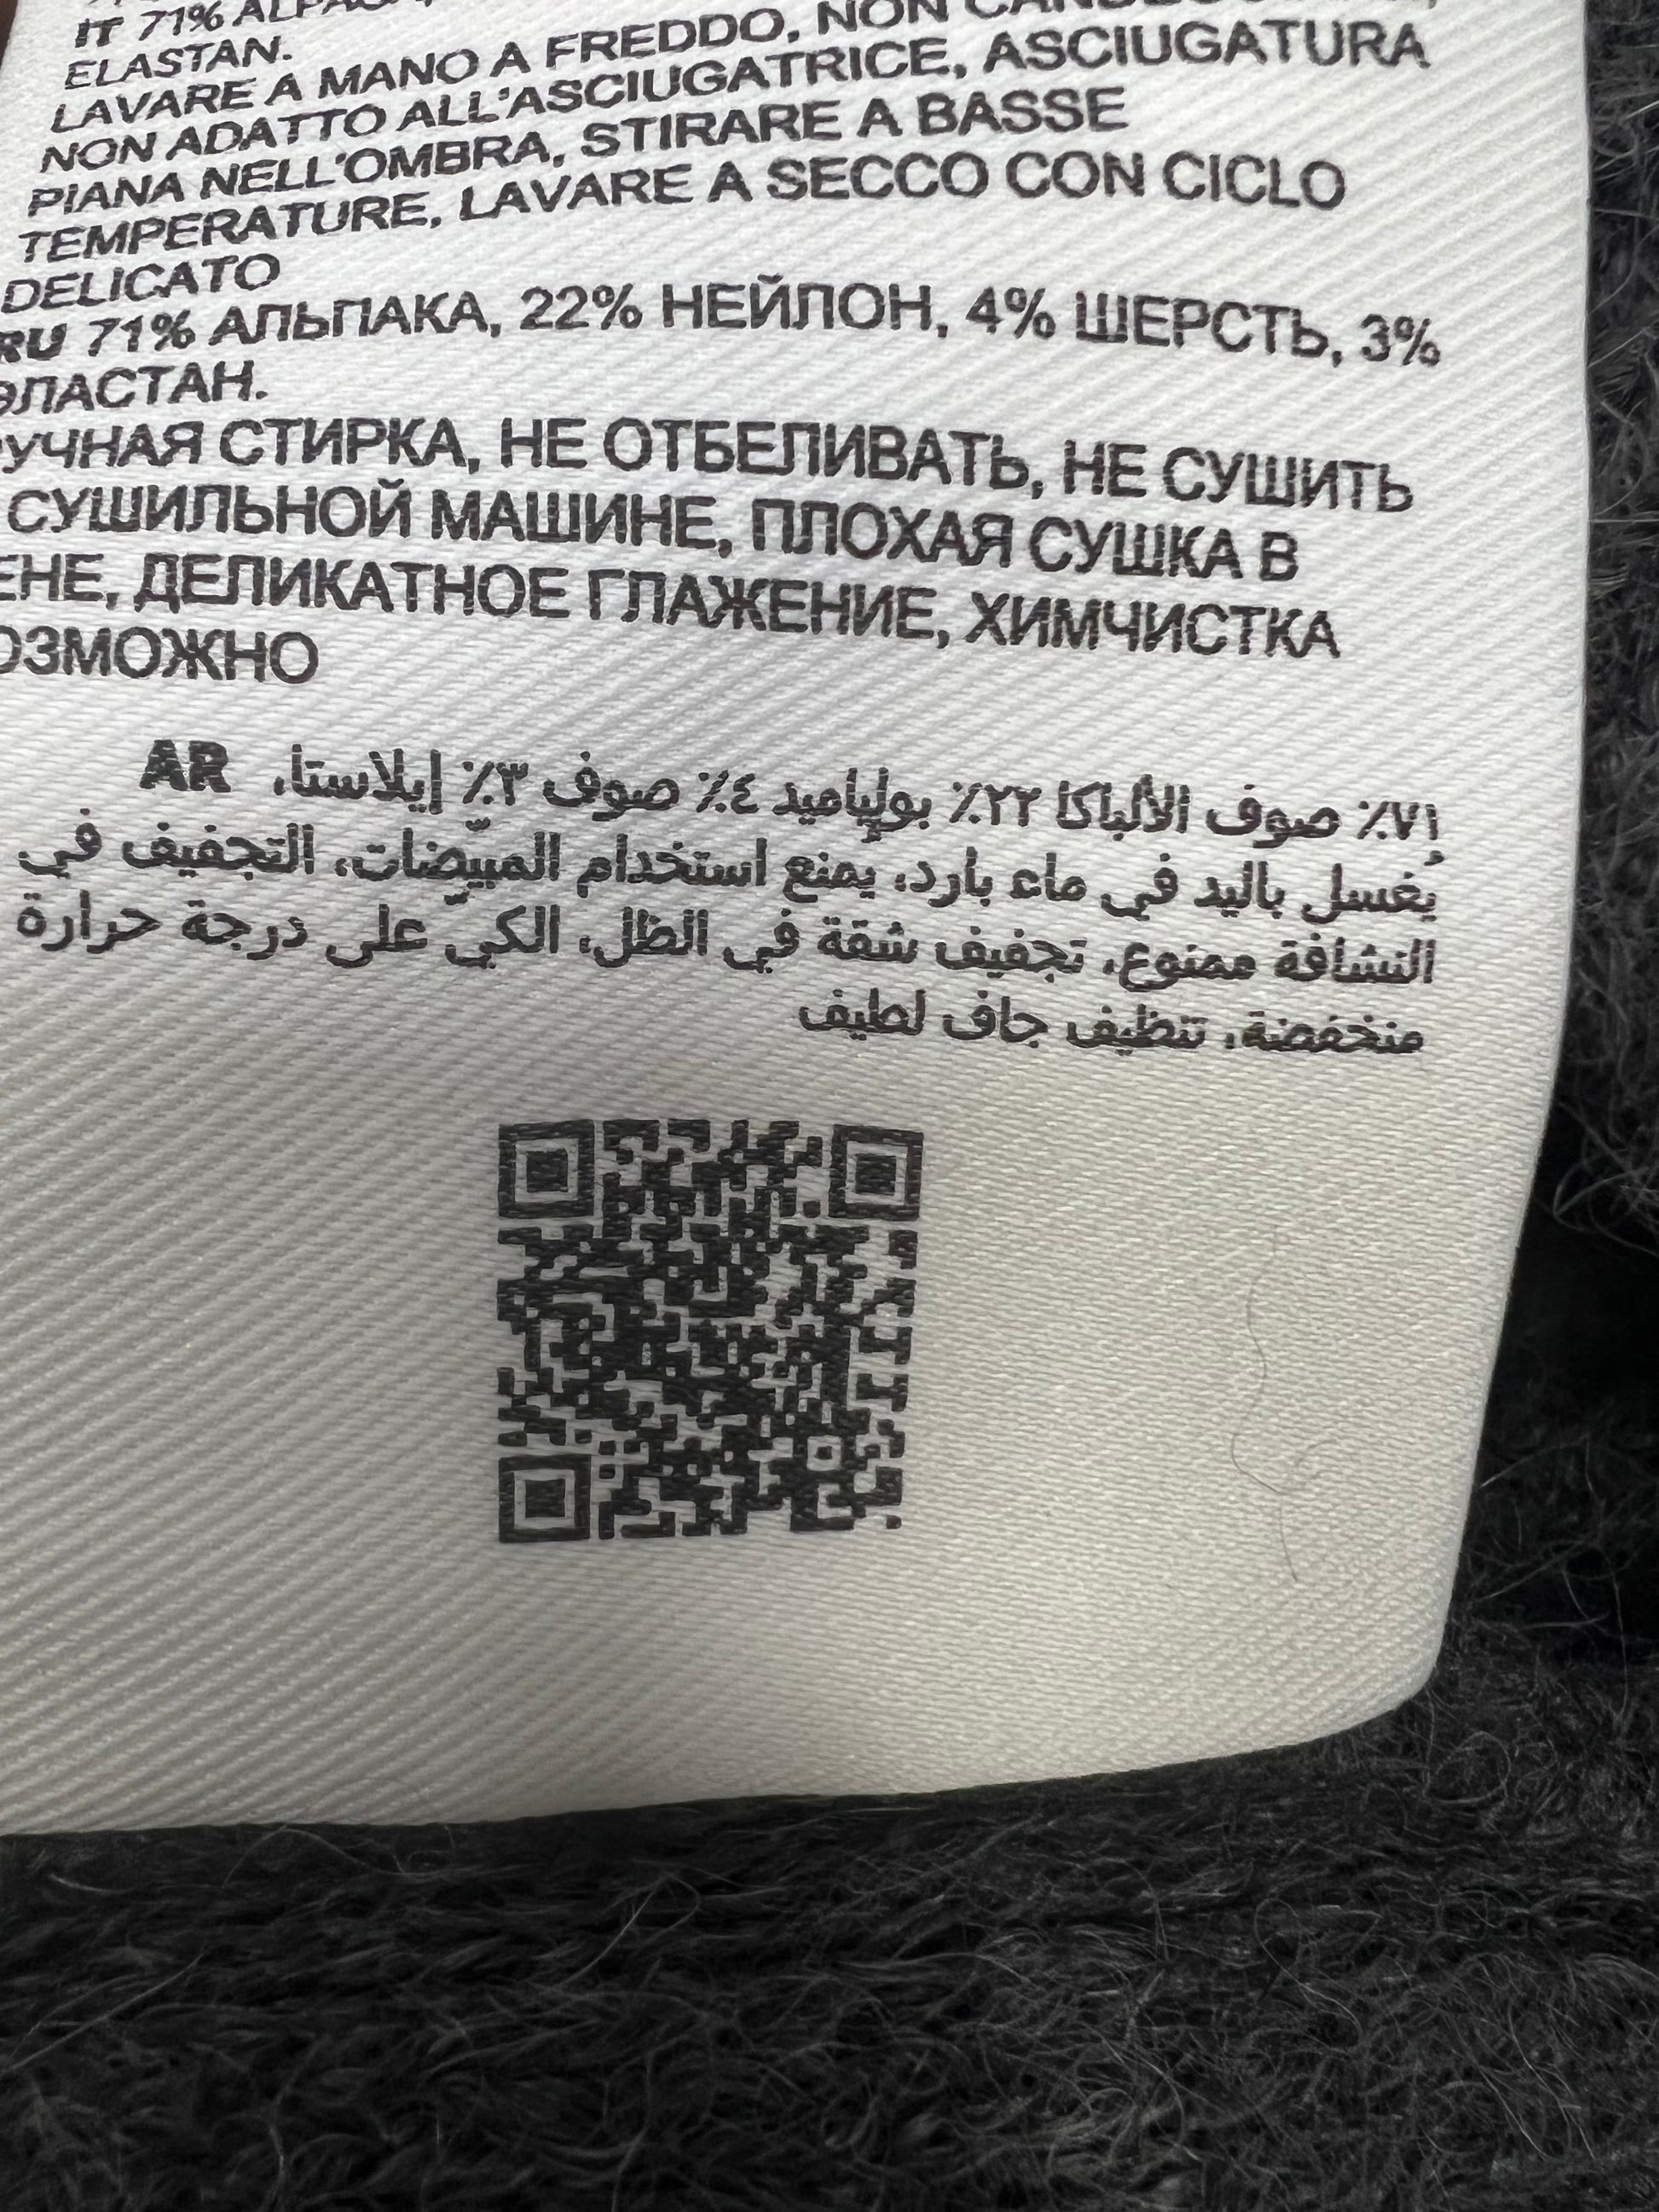 IT 71%
ELASTAN.
LAVARE A MANO A FREDDO, NON
NON ADATTO ALL'ASCIUGATRICE, ASCIUGATURA
PIANA NELL'OMBRA, STIRARE A BASSE
TEMPERATURE, LAVARE A SECCO CON CICLO
DELICATO
RU 71% АЛЬПАКА, 22% НЕЙЛОН, 4% ШЕРСТЬ, 3%
ЭЛАСТАН.
УЧНАЯ СТИРКА, НЕ ОТБЕЛИВАТЬ, НЕ СУШИТЬ
СУШИЛЬНОЙ МАШИНЕ, ПЛОХАЯ СУШКА В
ЕНЕ, ДЕЛИКАТНОЕ ГЛАЖЕНИЕ, ХИМЧИСТКА
ОЗМОЖНО
٧١٪ صوف الألباكا ٢٢٪ بولياميد ٤٪ صوف ٣٪ إيلاستا. AR
يُغسل باليد في ماء بارد، يمنع استخدام المبيّضات، التجفيف في
النشافة ممنوع، تجفيف شقة في الظل، الكيّ على درجة حرارة
منخفضة، تنظيف جاف لطيف